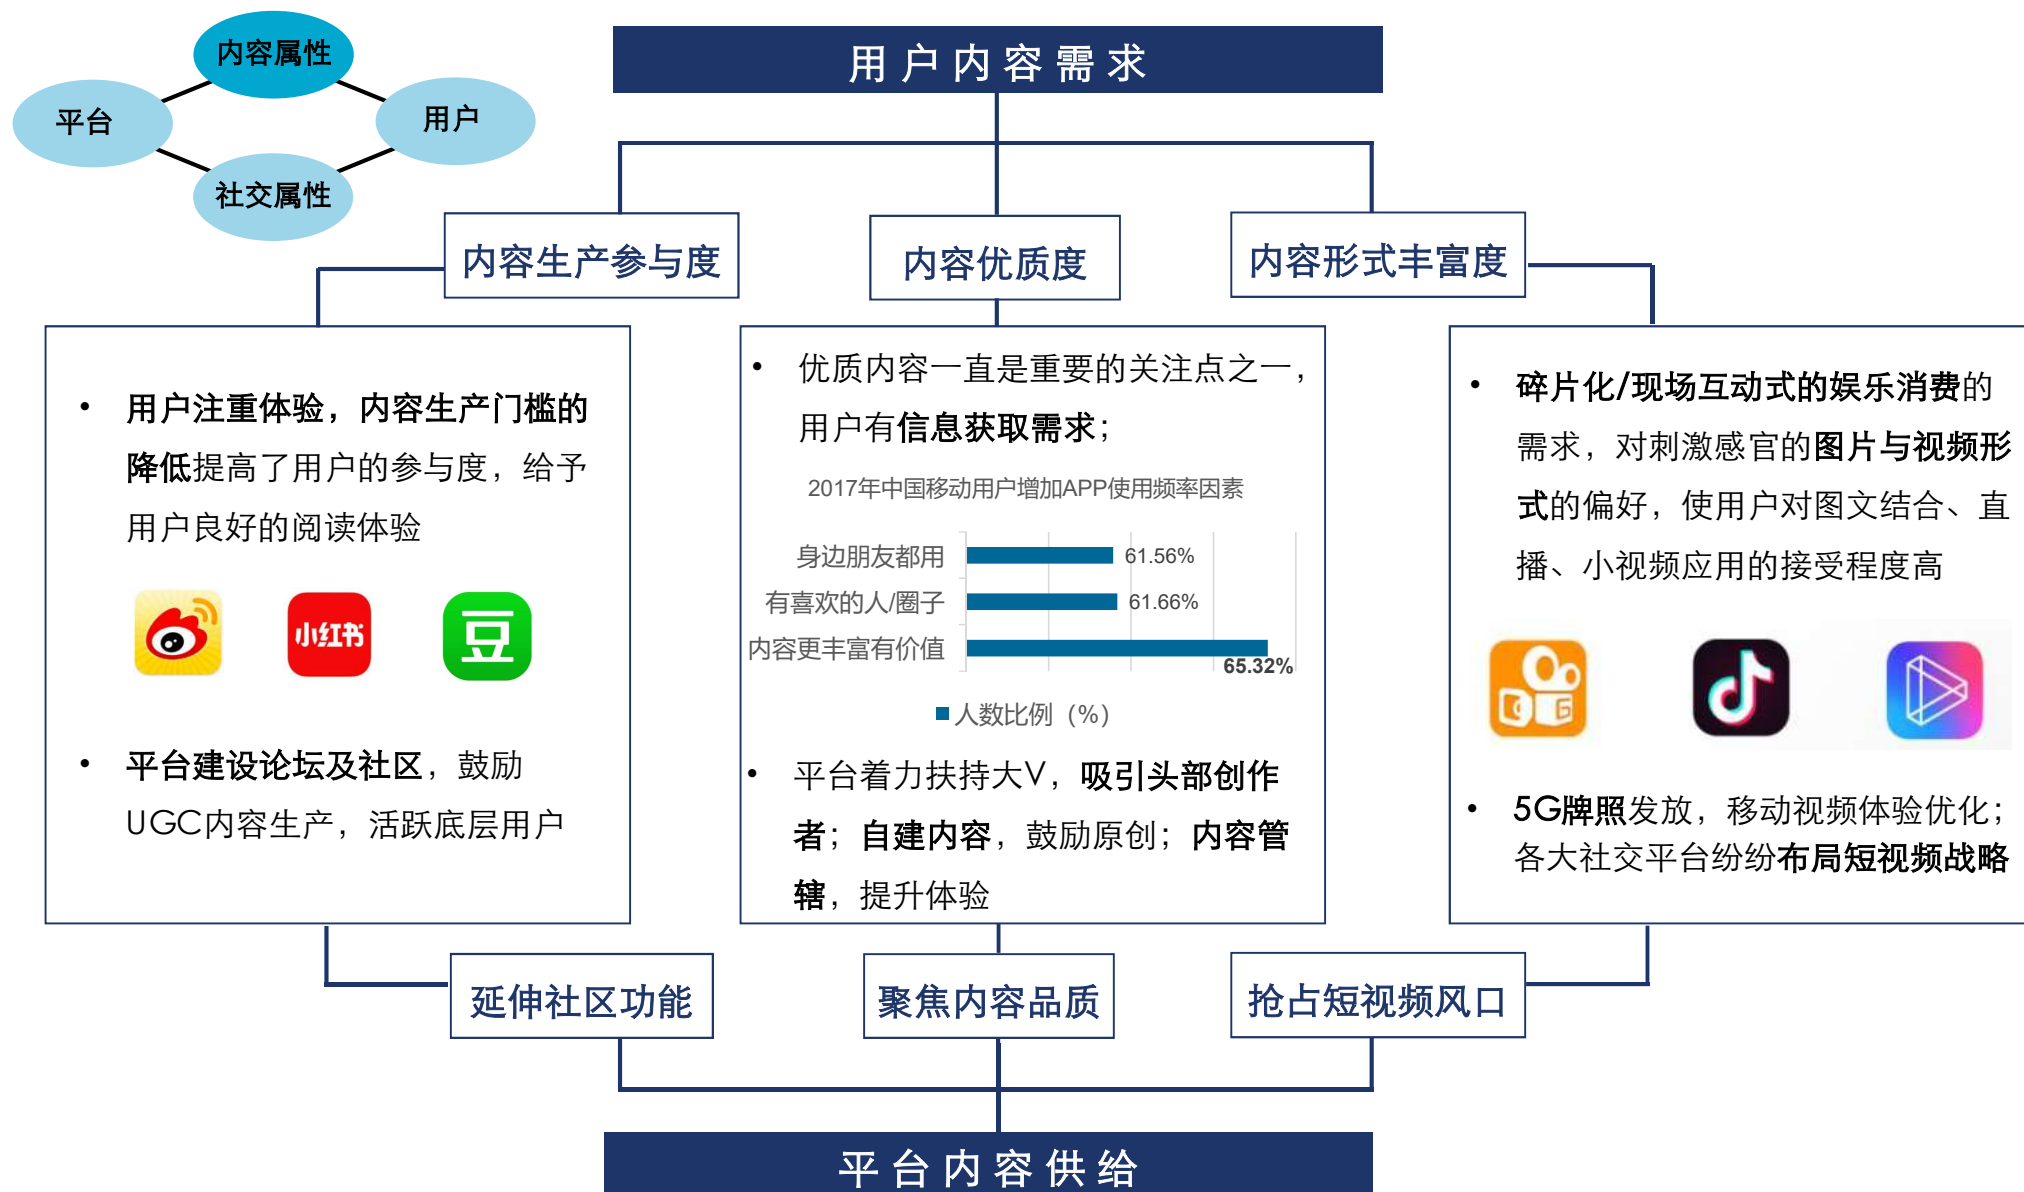 内容属性
平台
用户
社交属性
用户内容需求
内容生产参与度
内容优质度
内容形式丰富度
• 用户注重体验，内容生产门槛的
降低提高了用户的参与度，给予
用户良好的阅读体验
小红书
豆
• 平台建设论坛及社区，鼓励
UGC内容生产，活跃底层用户
• 优质内容一直是重要的关注点之一，
用户有信息获取需求；
2017年中国移动用户增加APP使用频率因素
身边朋友都用 61.56%
有喜欢的人/圈子 61.66%
内容更丰富有价值 65.32%
人数比例（%）
• 平台着力扶持大V，吸引头部创作
者；自建内容，鼓励原创；内容管
辖，提升体验
• 碎片化/现场互动式的娱乐消费的
需求，对刺激感官的图片与视频形
式的偏好，使用户对图文结合、直
播、小视频应用的接受程度高
• 5G牌照发放，移动视频体验优化；
各大社交平台纷纷布局短视频战略
延伸社区功能
聚焦内容品质
抢占短视频风口
平台内容供给